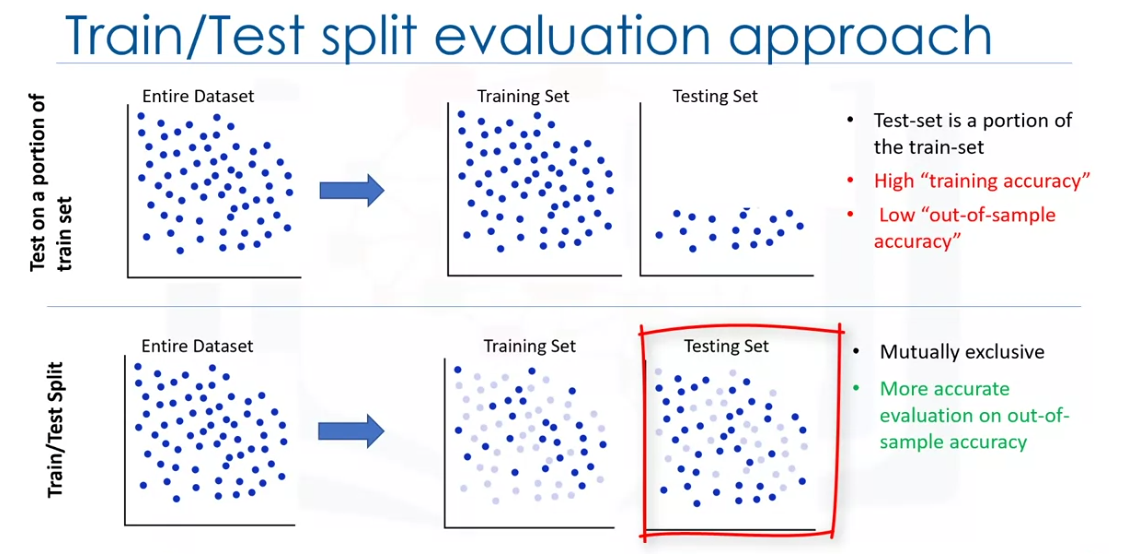 Train/Test split evaluation approach
Test on a portion of
train set
Entire Dataset
Training Set
Testing Set
• Test-set is a portion of
the train-set
• High “training accuracy”
• Low “out-of-sample
accuracy”
Train/Test Split
Entire Dataset
Training Set
Testing Set
• Mutually exclusive
• More accurate
evaluation on out-of-
sample accuracy